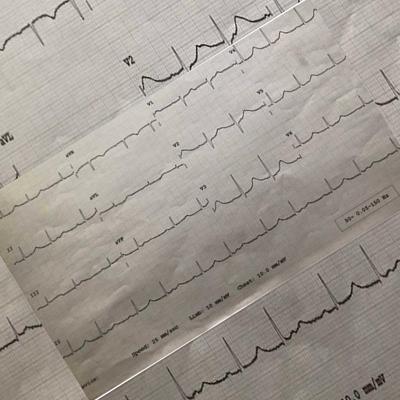 V2
aVL
aVR
V1
V4
aVL
V2
V5
II
aVF
V3
V6
III
II
50~ 0.05-150 Hz
Speed: 25 mm/sec Limb: 10 mm/mV Chest: 10.0 mm/mV
10.0 mm/mV